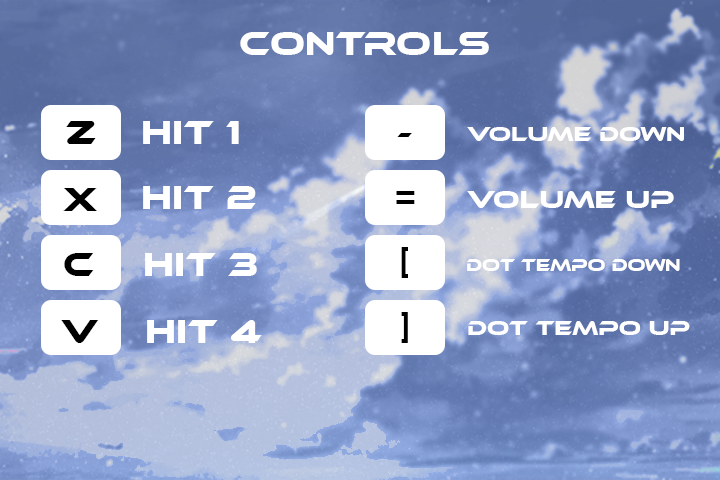 CONTROLS
Z HIT 1
X HIT 2
C HIT 3
V HIT 4
- VOLUME DOWN
= VOLUME UP
[ DOT TEMPO DOWN
] DOT TEMPO UP